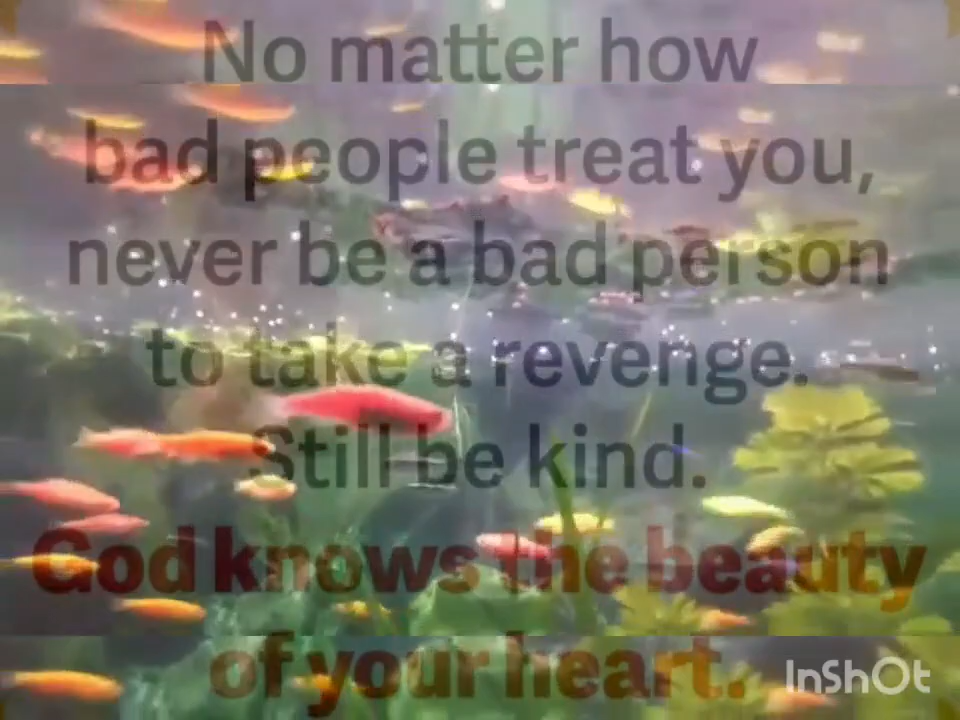 No matter how
bad people treat you,
never be a bad person
to take a revenge.
Still be kind.
God knows the beauty
of your heart.
InShOt